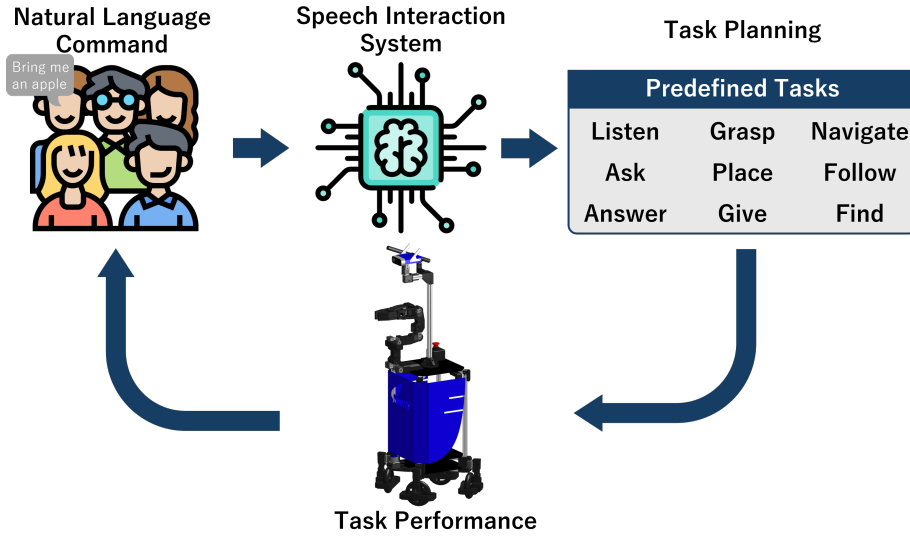 Natural Language
Command
Speech Interaction
System
Task Planning
Bring me
an apple
Predefined Tasks
Listen Grasp Navigate
Ask Place Follow
Answer Give Find
Task Performance